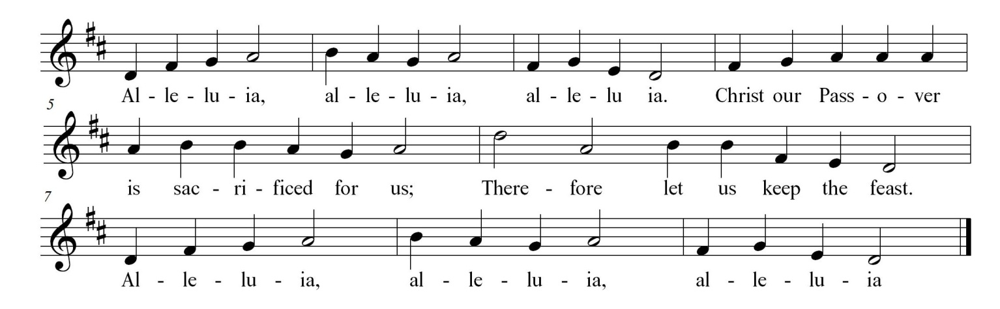 Al - le - lu - ia, al - le - lu - ia, al - le - lu ia. Christ our Pass - o - ver
5
is sac - ri - ficed for us; There - fore let us keep the feast.
7
Al - le - lu - ia, al - le - lu - ia, al - le - lu - ia